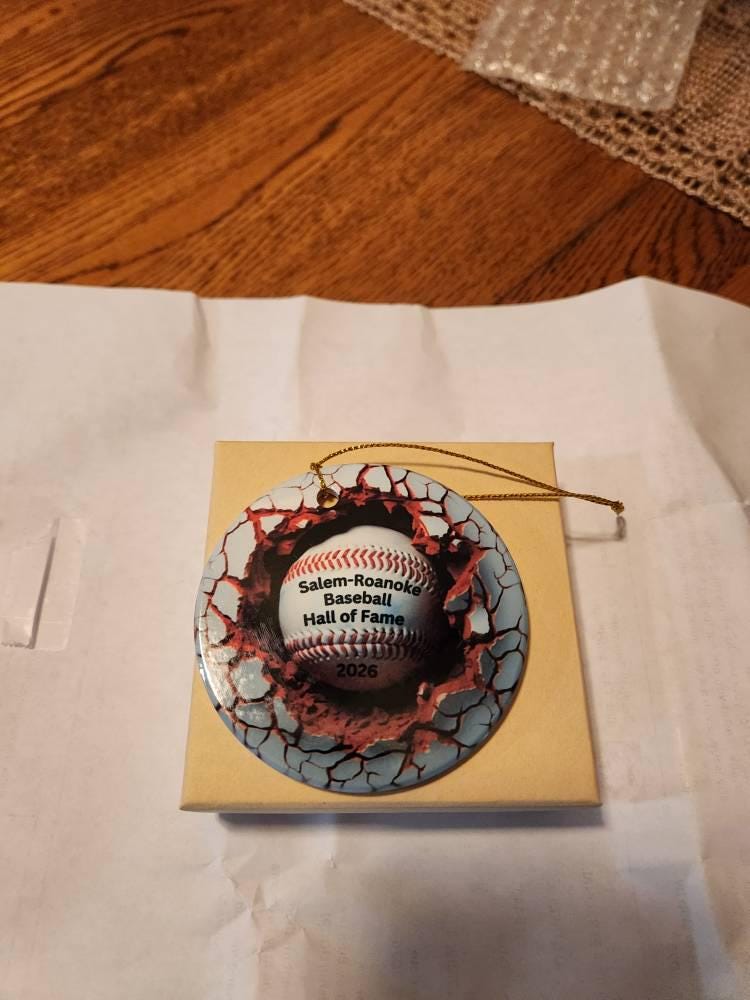 Salem-Roanoke
Baseball
Hall of Fame
2026